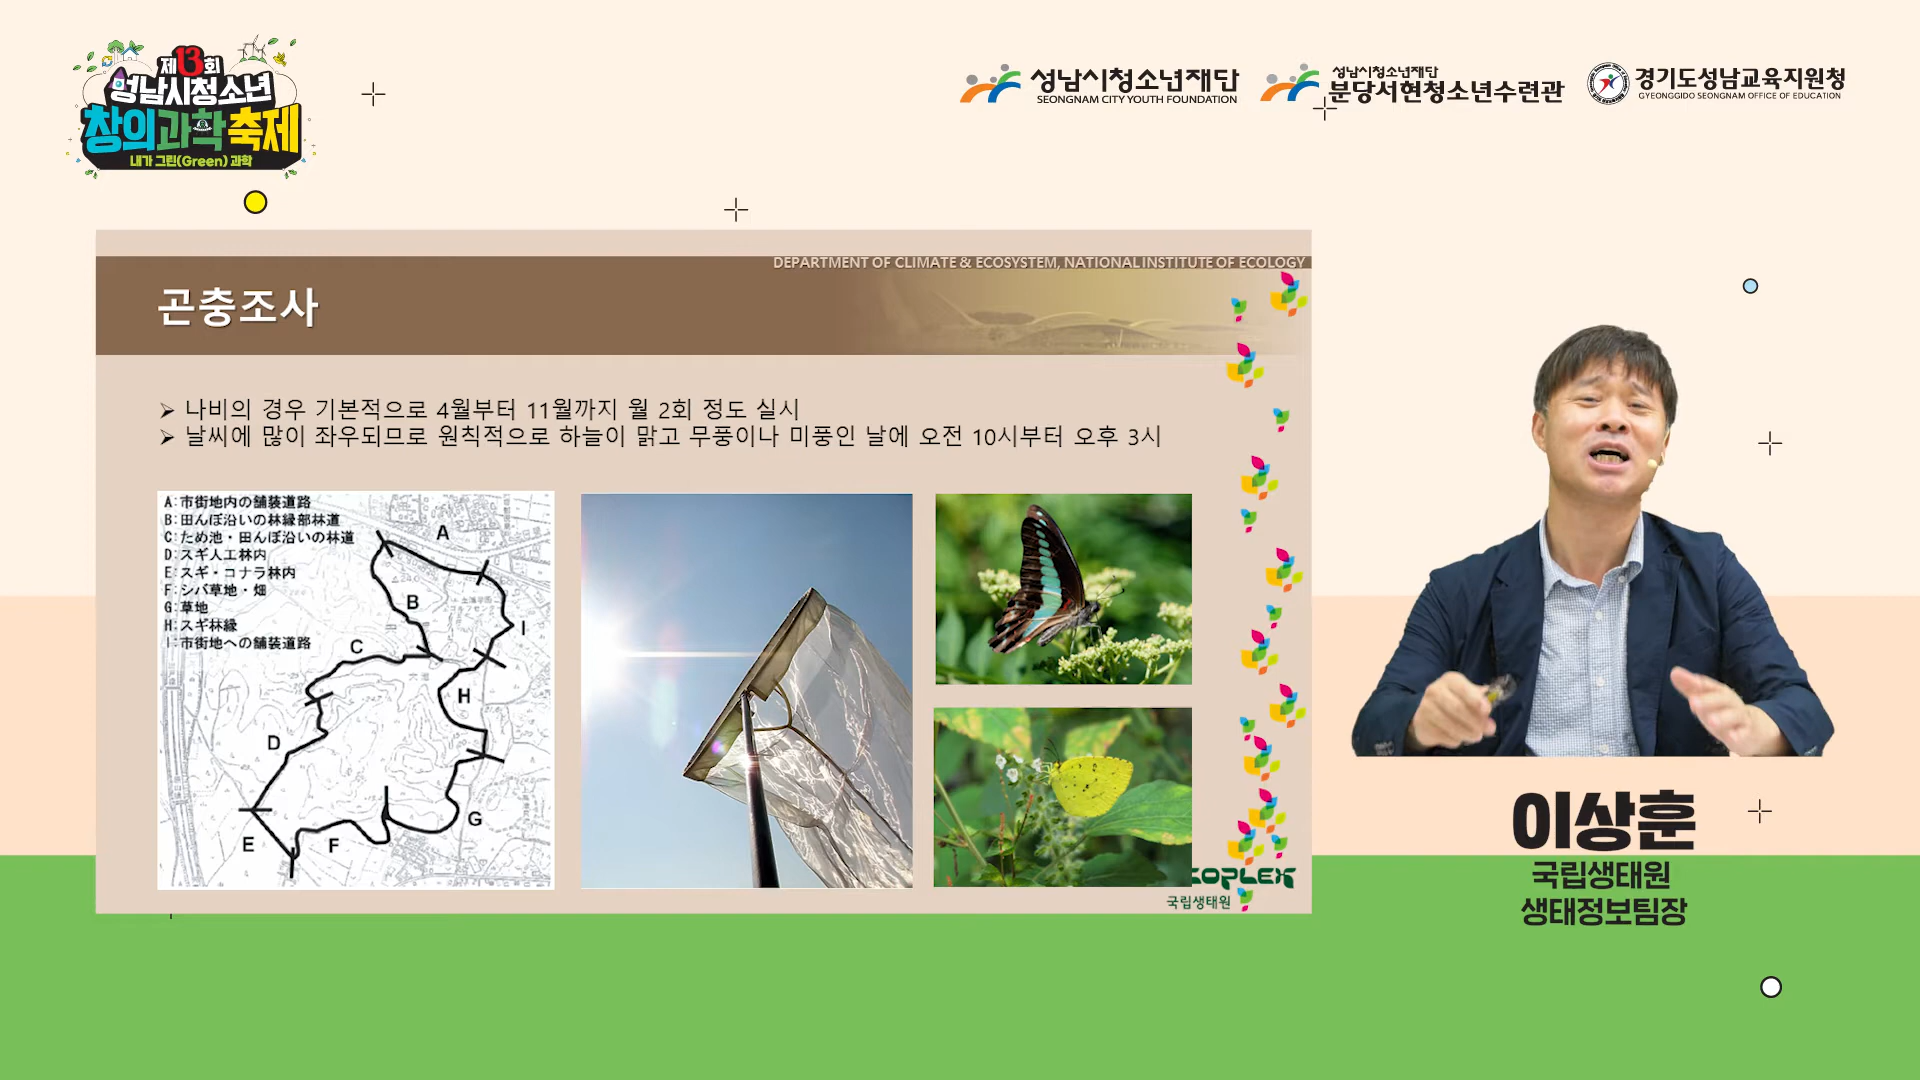 제13회
성남시청소년
창의과학축제
내가 그린(Green) 과학
성남시청소년재단
SEONGNAM CITY YOUTH FOUNDATION
성남시청소년재단
분당서현청소년수련관
경기도성남교육지원청
GYEONGGIDO SEONGNAM OFFICE OF EDUCATION
DEPARTMENT OF CLIMATE & ECOSYSTEM, NATIONAL INSTITUTE OF ECOLOGY
곤충조사
➢ 나비의 경우 기본적으로 4월부터 11월까지 월 2회 정도 실시
➢ 날씨에 많이 좌우되므로 원칙적으로 하늘이 맑고 무풍이나 미풍인 날에 오전 10시부터 오후 3시
A:市街地内の舗装道路
B:田んぼ沿いの林縁部林道
C:ため池・田んぼ沿いの林道
D:スギ人工林内
E:スギ・コナラ林内
F:シバ草地・畑
G:草地
H:スギ林縁
I:市街地への舗装道路
A
B
I
C
H
D
G
E
F
COPLEX
국립생태원
이상훈
국립생태원
생태정보팀장